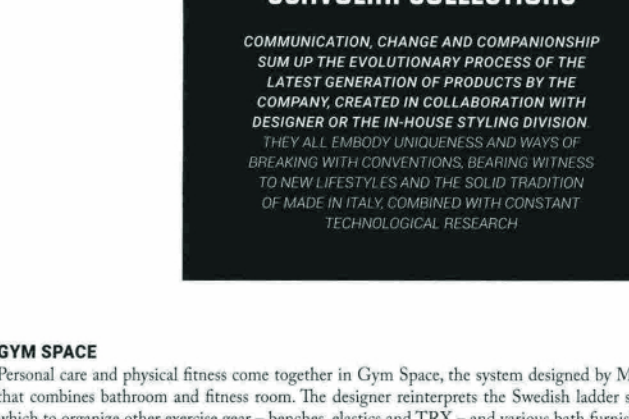 COLLECTIONS
COMMUNICATION, CHANGE AND COMPANIONSHIP
SUM UP THE EVOLUTIONARY PROCESS OF THE
LATEST GENERATION OF PRODUCTS BY THE
COMPANY, CREATED IN COLLABORATION WITH
DESIGNER OR THE IN-HOUSE STYLING DIVISION.
THEY ALL EMBODY UNIQUENESS AND WAYS OF
BREAKING WITH CONVENTIONS, BEARING WITNESS
TO NEW LIFESTYLES AND THE SOLID TRADITION
OF MADE IN ITALY, COMBINED WITH CONSTANT
TECHNOLOGICAL RESEARCH
GYM SPACE
Personal care and physical fitness come together in Gym Space, the system designed by M
that combines bathroom and fitness room. The designer reinterprets the Swedish ladder s
which to organize other exercise gear – benches, elastics and TRX – and various bath